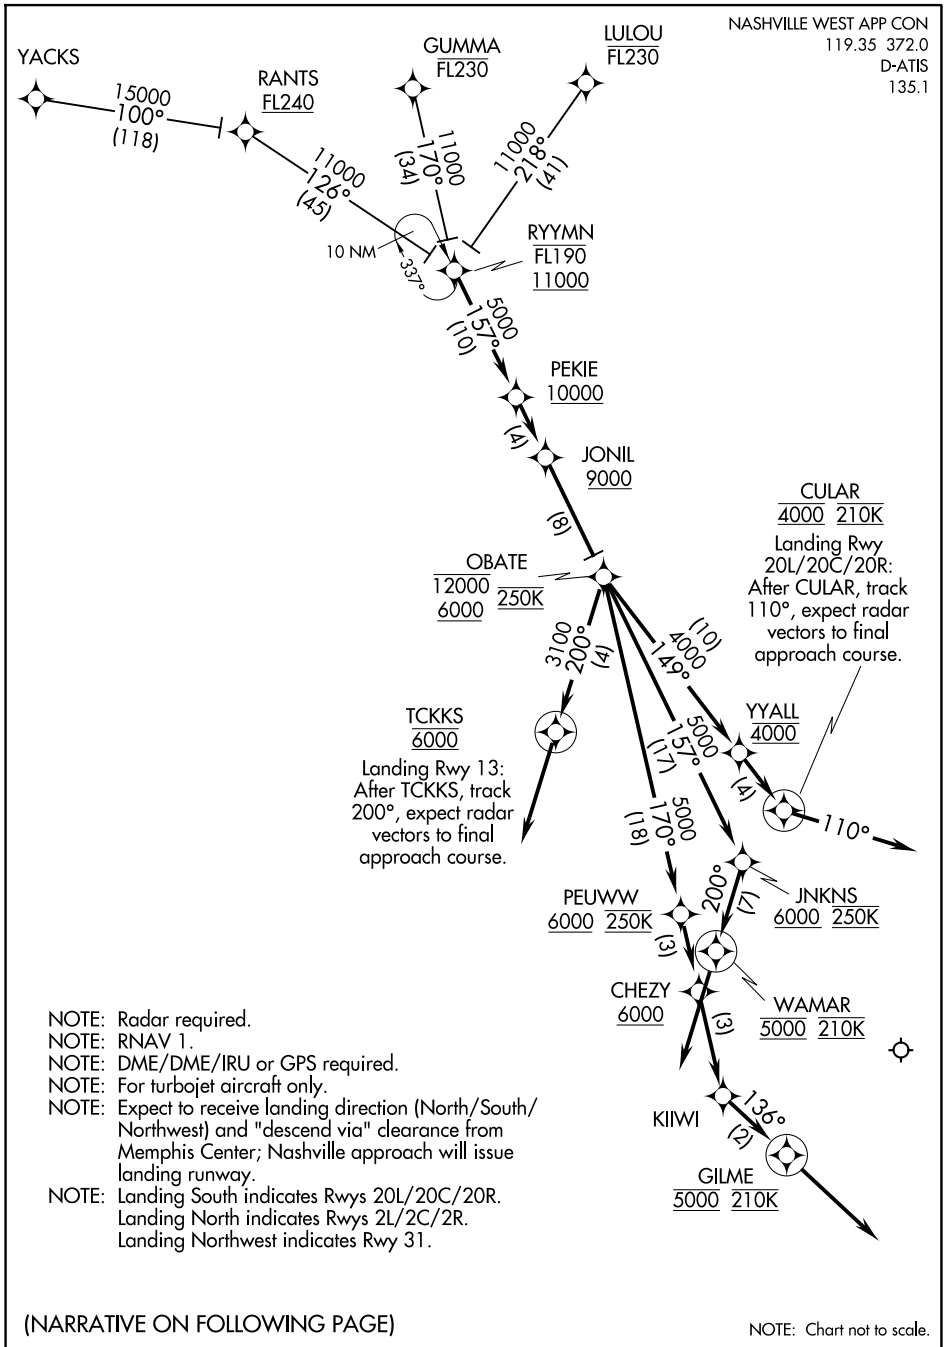 NASHVILLE WEST APP CON
119.35 372.0
D-ATIS
135.1
YACKS
15000
100°
(118)
RANTS
FL240
11000
126°
(45)
GUMMA
FL230
11000
170°
(34)
LULOU
FL230
11000
218°
(41)
10 NM
337°
RYYMN
FL190
11000
5000
157°
(10)
PEKIE
10000
(4)
JONIL
9000
(8)
OBATE
12000
6000 250K
3100
200°
(4)
TCKKS
6000
Landing Rwy 13:
After TCKKS, track
200°, expect radar
vectors to final
approach course.
(10)
4000
149°
YYALL
4000
(4)
CULAR
4000 210K
Landing Rwy
20L/20C/20R:
After CULAR, track
110°, expect radar
vectors to final
approach course.
110°
5000
157°
(17)
5000
170°
(18)
JNKNS
6000 250K
200°
(7)
PEUWW
6000 250K
(3)
WAMAR
5000 210K
CHEZY
6000
(3)
KIIWI
136°
(2)
GILME
5000 210K
NOTE: Radar required.
NOTE: RNAV 1.
NOTE: DME/DME/IRU or GPS required.
NOTE: For turbojet aircraft only.
NOTE: Expect to receive landing direction (North/South/
Northwest) and "descend via" clearance from
Memphis Center; Nashville approach will issue
landing runway.
NOTE: Landing South indicates Rwys 20L/20C/20R.
Landing North indicates Rwys 2L/2C/2R.
Landing Northwest indicates Rwy 31.
(NARRATIVE ON FOLLOWING PAGE)
NOTE: Chart not to scale.